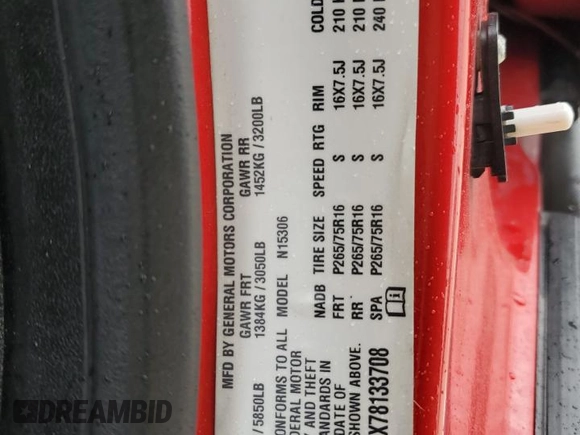 MFD BY GENERAL MOTORS CORPORATION
GAWR FRT GAWR RR
/ 5850LB 1384KG / 3050LB 1452KG / 3200LB
ONFORMS TO ALL MODEL N15306
EDERAL MOTOR
Y AND THEFT NADB TIRE SIZE SPEED RTG RIM COLD
ANDARDS IN FRT P265/75R16 S 16X7.5J 210
DATE OF RR P265/75R16 S 16X7.5J 210
SHOWN ABOVE. SPA P265/75R16 S 16X7.5J 240
X78133708
DREAMBID